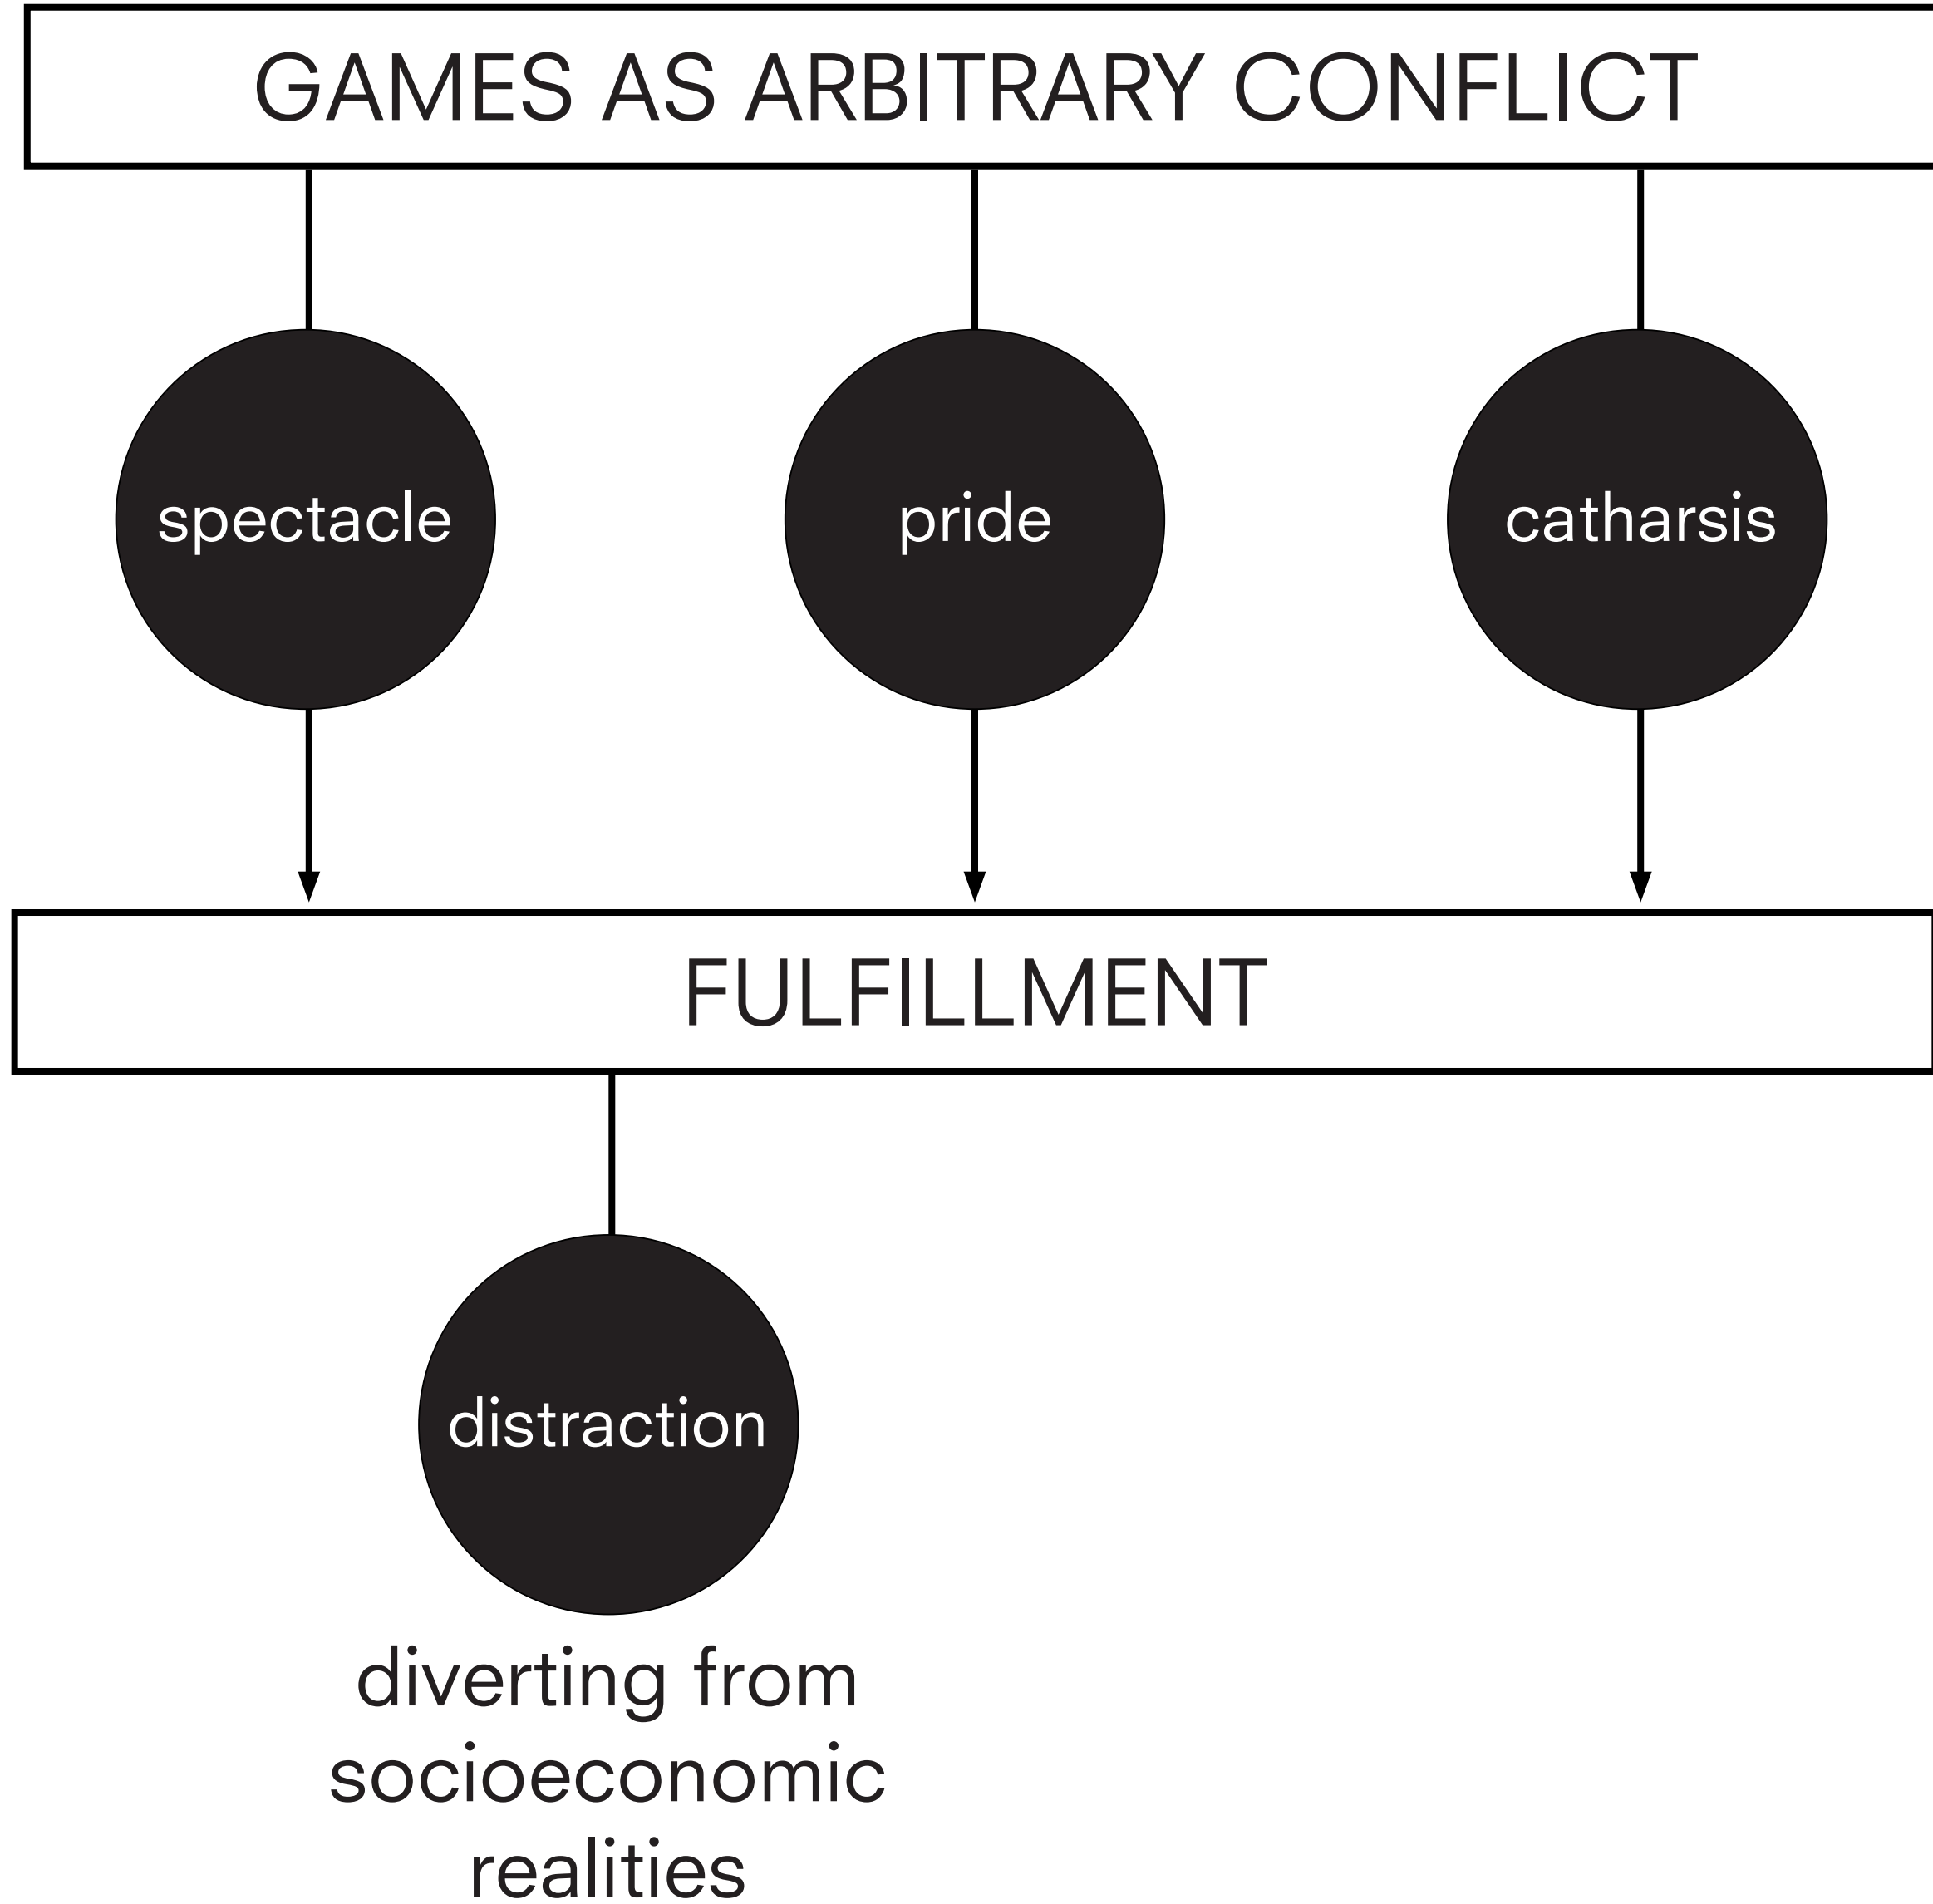 GAMES AS ARBITRARY CONFLICT
spectacle
pride
catharsis
FULFILLMENT
distraction
diverting from
socioeconomic
realities